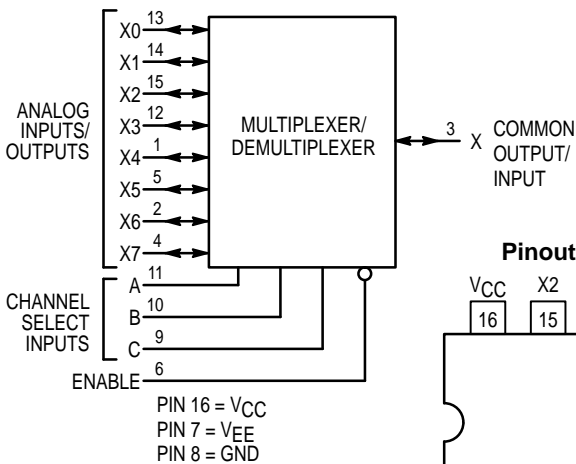 X0 13
X1 14
X2 15
X3 12
X4 1
X5 5
X6 2
X7 4
ANALOG
INPUTS/
OUTPUTS
MULTIPLEXER/
DEMULTIPLEXER
3 X COMMON
OUTPUT/
INPUT
A 11
B 10
C 9
CHANNEL
SELECT
INPUTS
ENABLE 6
PIN 16 = VCC
PIN 7 = VEE
PIN 8 = GND
Pinout
VCC X2
16 15